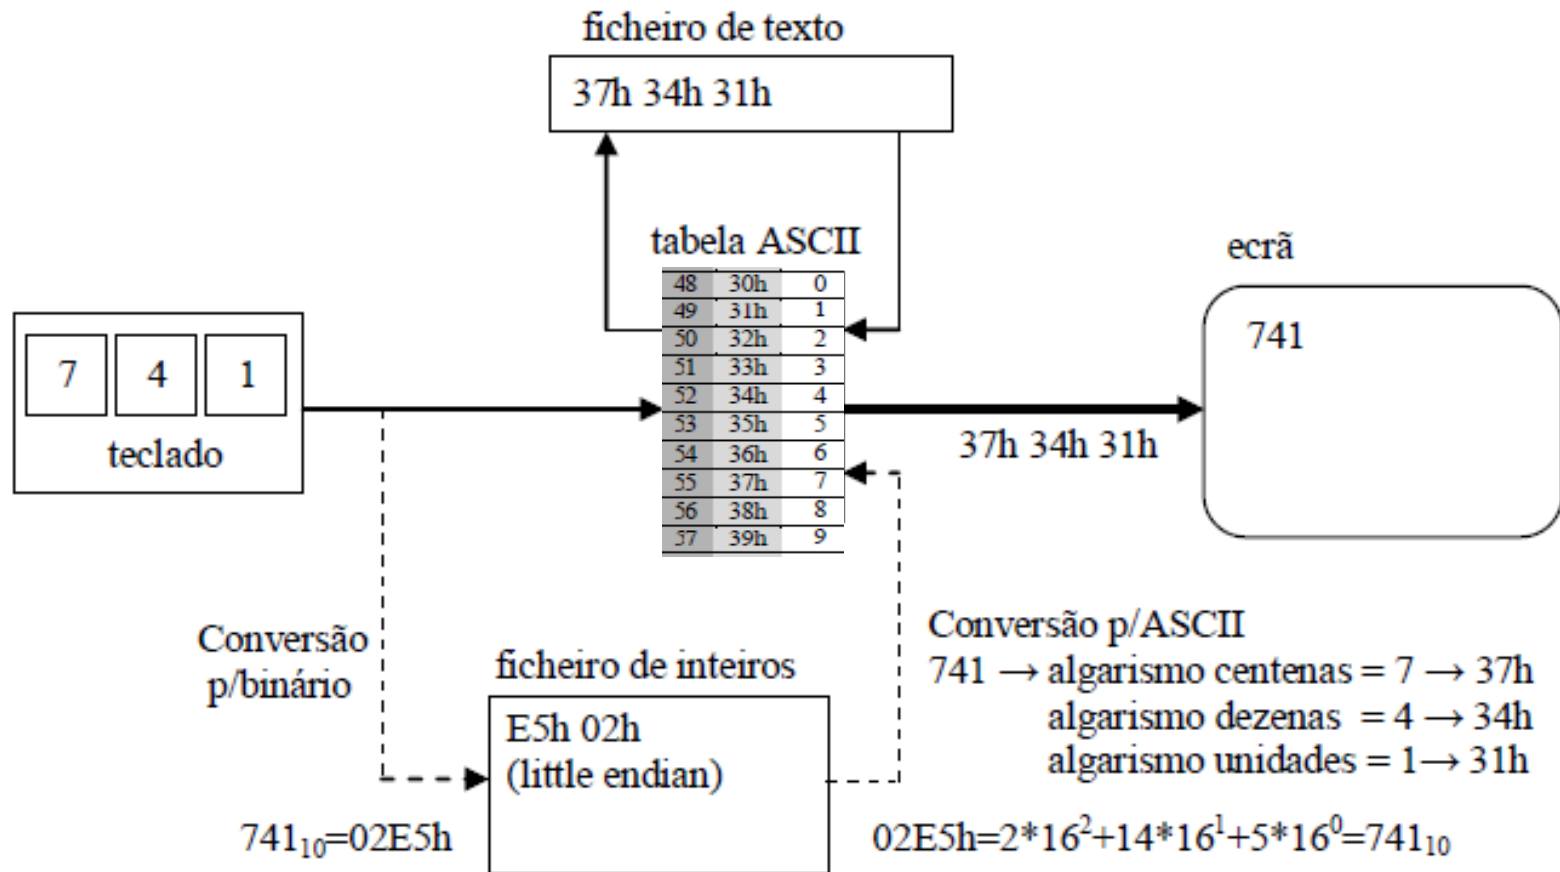 ficheiro de texto
37h 34h 31h
tabela ASCII
48 30h 0
49 31h 1
50 32h 2
51 33h 3
52 34h 4
53 35h 5
54 36h 6
55 37h 7
56 38h 8
57 39h 9
7 4 1
teclado
ecrã
741
37h 34h 31h
Conversão
p/binário
ficheiro de inteiros
E5h 02h
(little endian)
741₁₀=02E5h
Conversão p/ASCII
741 → algarismo centenas = 7 → 37h
algarismo dezenas = 4 → 34h
algarismo unidades = 1→ 31h
02E5h=2*16²+14*16¹+5*16⁰=741₁₀